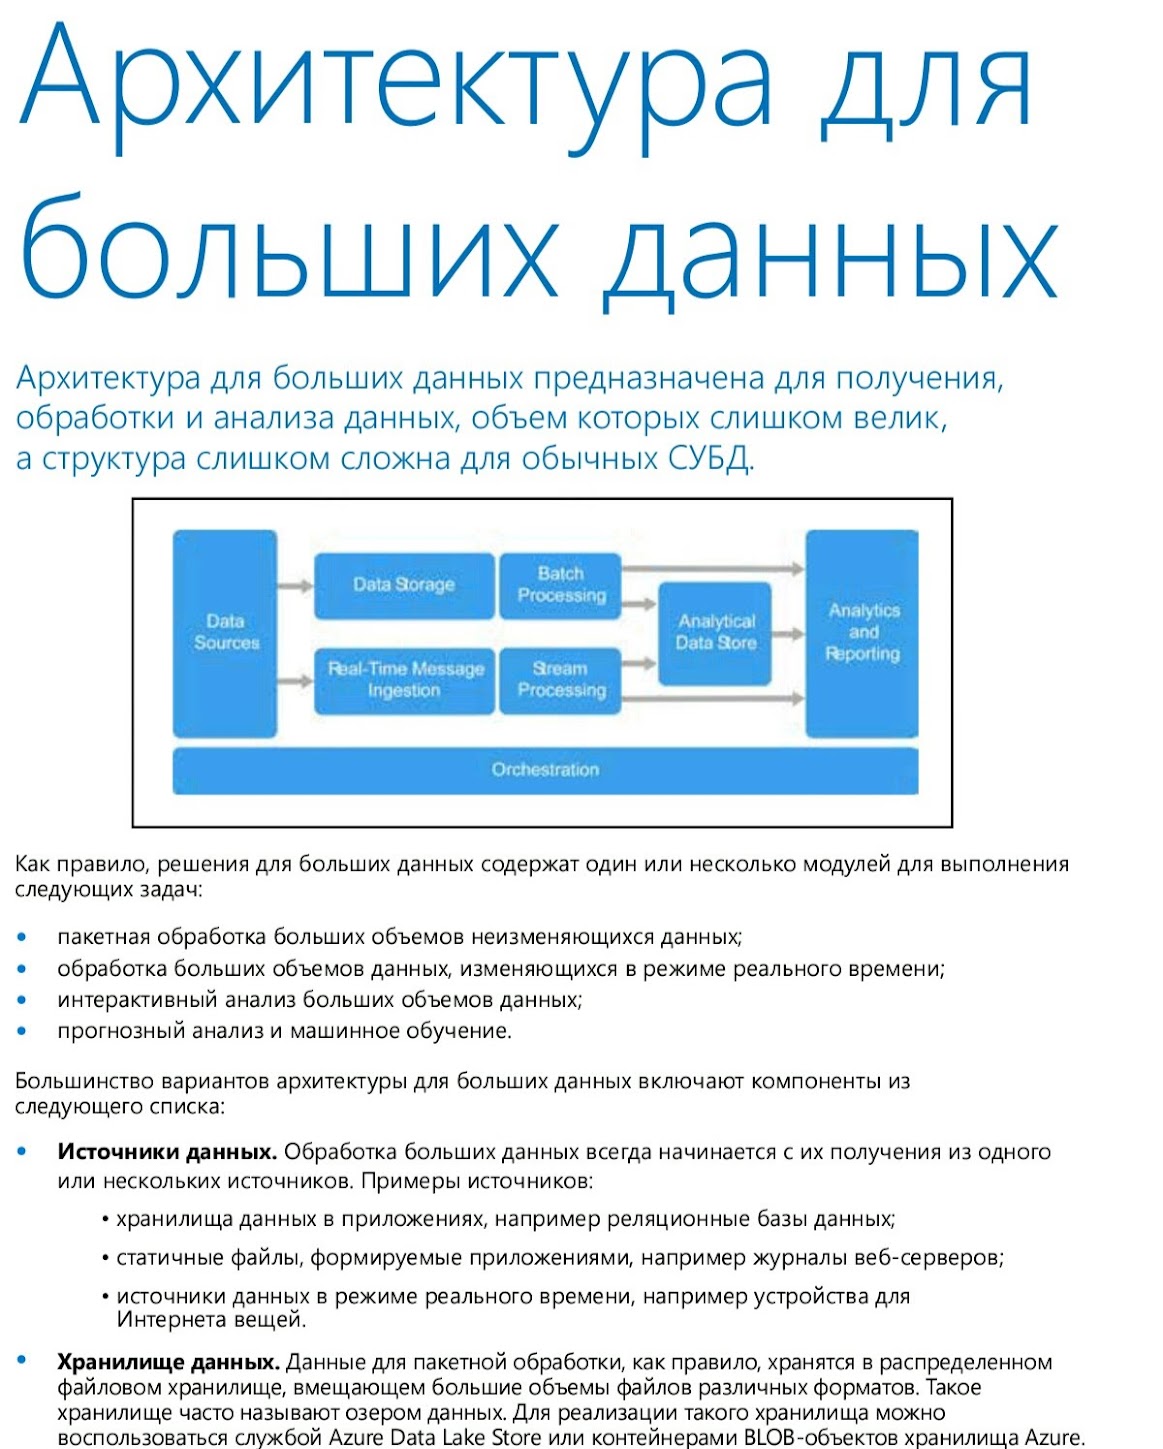 Архитектура для
больших данных
Архитектура для больших данных предназначена для получения,
обработки и анализа данных, объем которых слишком велик,
а структура слишком сложна для обычных СУБД.
Data
Sources
Data Storage
Batch
Processing
Real-Time Message
Ingestion
Stream
Processing
Analytical
Data Store
Analytics
and
Reporting
Orchestration
Как правило, решения для больших данных содержат один или несколько модулей для выполнения
следующих задач:
• пакетная обработка больших объемов неизменяющихся данных;
• обработка больших объемов данных, изменяющихся в режиме реального времени;
• интерактивный анализ больших объемов данных;
• прогнозный анализ и машинное обучение.
Большинство вариантов архитектуры для больших данных включают компоненты из
следующего списка:
• Источники данных. Обработка больших данных всегда начинается с их получения из одного
или нескольких источников. Примеры источников:
• хранилища данных в приложениях, например реляционные базы данных;
• статичные файлы, формируемые приложениями, например журналы веб-серверов;
• источники данных в режиме реального времени, например устройства для
Интернета вещей.
• Хранилище данных. Данные для пакетной обработки, как правило, хранятся в распределенном
файловом хранилище, вмещающем большие объемы файлов различных форматов. Такое
хранилище часто называют озером данных. Для реализации такого хранилища можно
воспользоваться службой Azure Data Lake Store или контейнерами BLOB-объектов хранилища Azure.